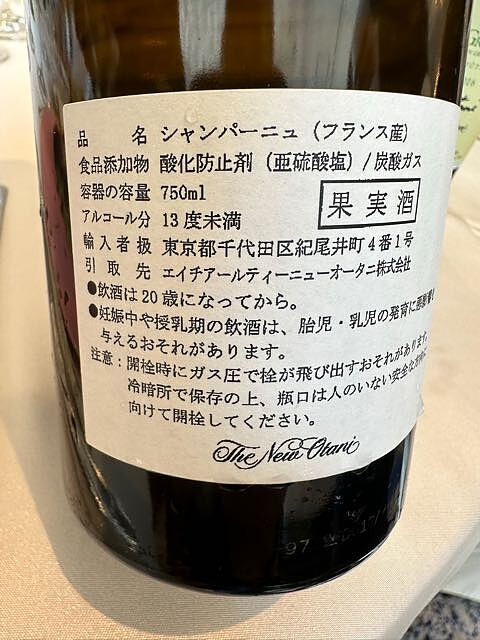 品　　名 シャンパーニュ（フランス産）
食品添加物 酸化防止剤（亜硫酸塩）/ 炭酸ガス
容器の容量 750ml
果実酒
アルコール分 13度未満
輸入者 東京都千代田区紀尾井町4番1号
引取先 エイチアールティーニューオータニ株式会社
●飲酒は20歳になってから。
●妊娠中や授乳期の飲酒は、胎児・乳児の発育に悪影響
与えるおそれがあります。
注意：開栓時にガス圧で栓が飛び出すおそれがあります。
冷暗所で保存の上、瓶口は人のいない安全な
向けて開栓してください。
The New Otani
97